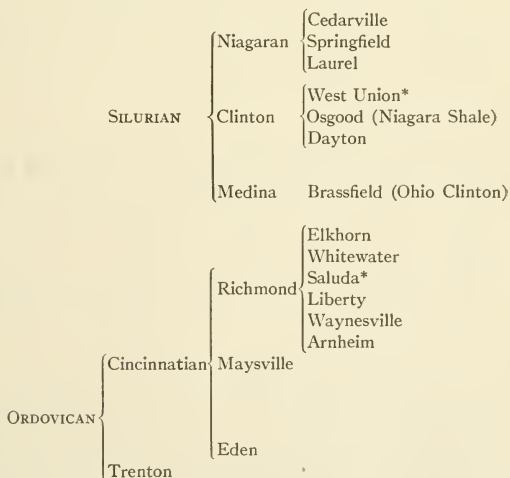 Cedarville
Niagaran Springfield
Laurel
West Union*
SILURIAN Clinton Osgood (Niagara Shale)
Dayton
Medina Brassfield (Ohio Clinton)
Elkhorn
Whitewater
Saluda*
Richmond Liberty
Waynesville
Arnheim
Cincinnatian Maysville
ORDOVICAN
Eden
Trenton